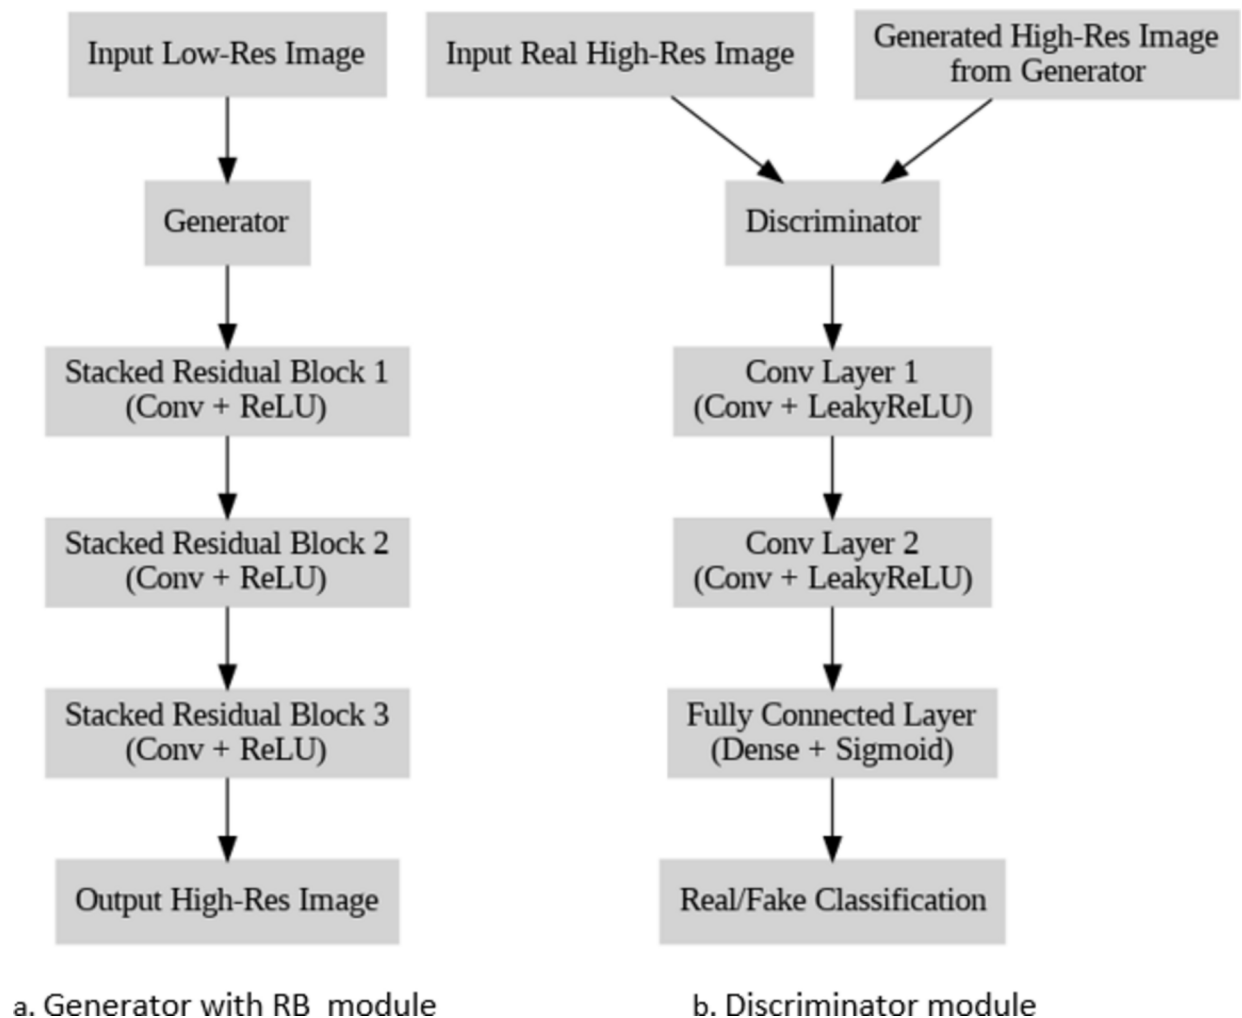 Input Low-Res Image
Generator
Stacked Residual Block 1
(Conv + ReLU)
Stacked Residual Block 2
(Conv + ReLU)
Stacked Residual Block 3
(Conv + ReLU)
Output High-Res Image
a. Generator with RB  module
Input Real High-Res Image
Generated High-Res Image
from Generator
Discriminator
Conv Layer 1
(Conv + LeakyReLU)
Conv Layer 2
(Conv + LeakyReLU)
Fully Connected Layer
(Dense + Sigmoid)
Real/Fake Classification
b. Discriminator module